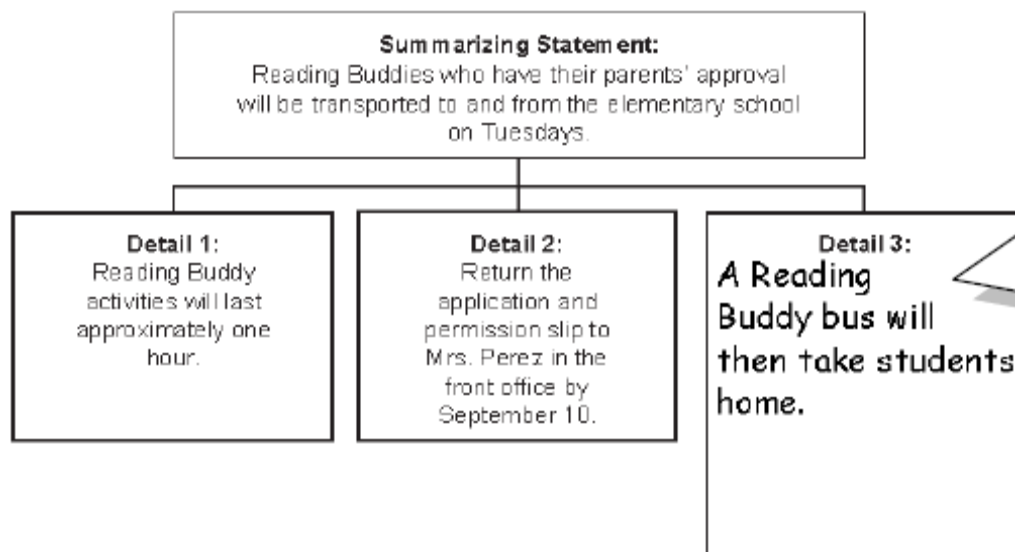 Summarizing Statement:
Reading Buddies who have their parents' approval
will be transported to and from the elementary school
on Tuesdays.
Detail 1:
Reading Buddy
activities will last
approximately one
hour.
Detail 2:
Return the
application and
permission slip to
Mrs. Perez in the
front office by
September 10.
Detail 3:
A Reading
Buddy bus will
then take students
home.